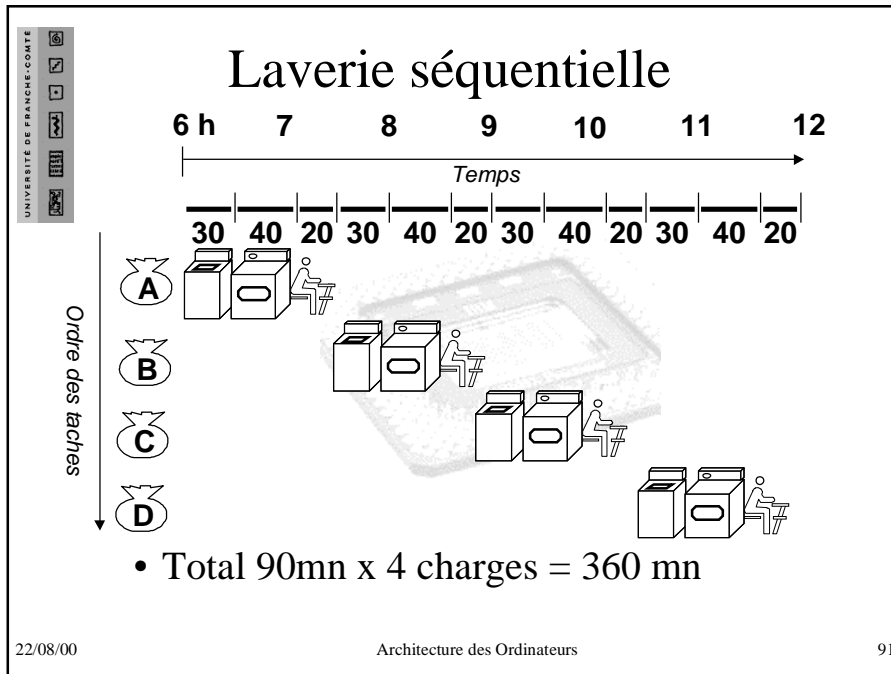 UNIVERSITÉ DE FRANCHE-COMTÉ
Laverie séquentielle
6 h 7 8 9 10 11 12
Temps
30 40 20 30 40 20 30 40 20 30 40 20
Ordre des taches
A
B
C
D
• Total 90mn x 4 charges = 360 mn
22/08/00 Architecture des Ordinateurs 91